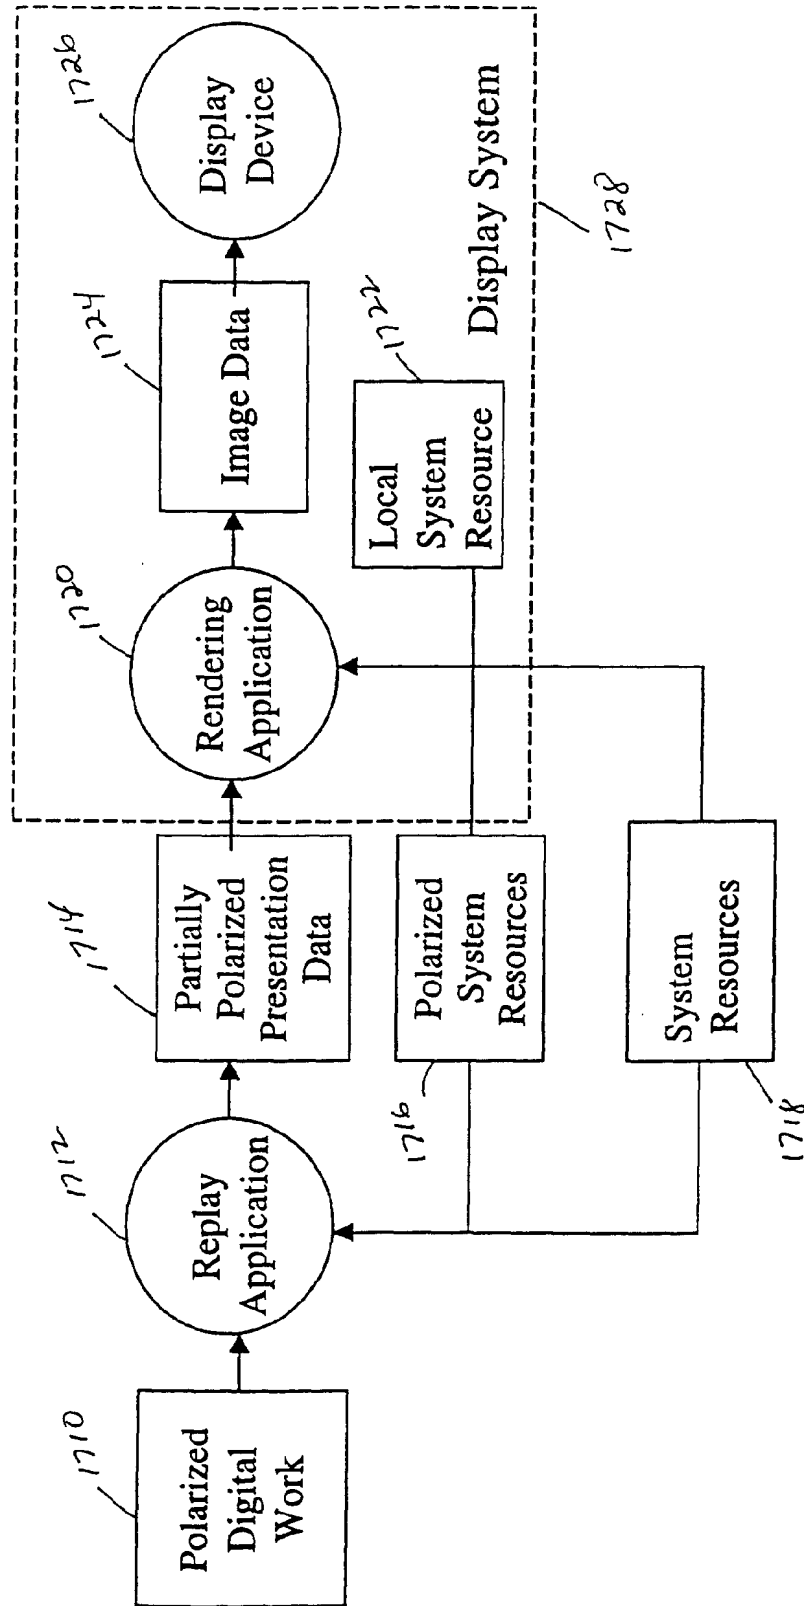 1710
Polarized
Digital
Work
1712
Replay
Application
1714
Partially
Polarized
Presentation
Data
1716
Polarized
System
Resources
System
Resources
1718
1720
Rendering
Application
Local
System
Resource
1722
1724
Image Data
1726
Display
Device
Display System
1728